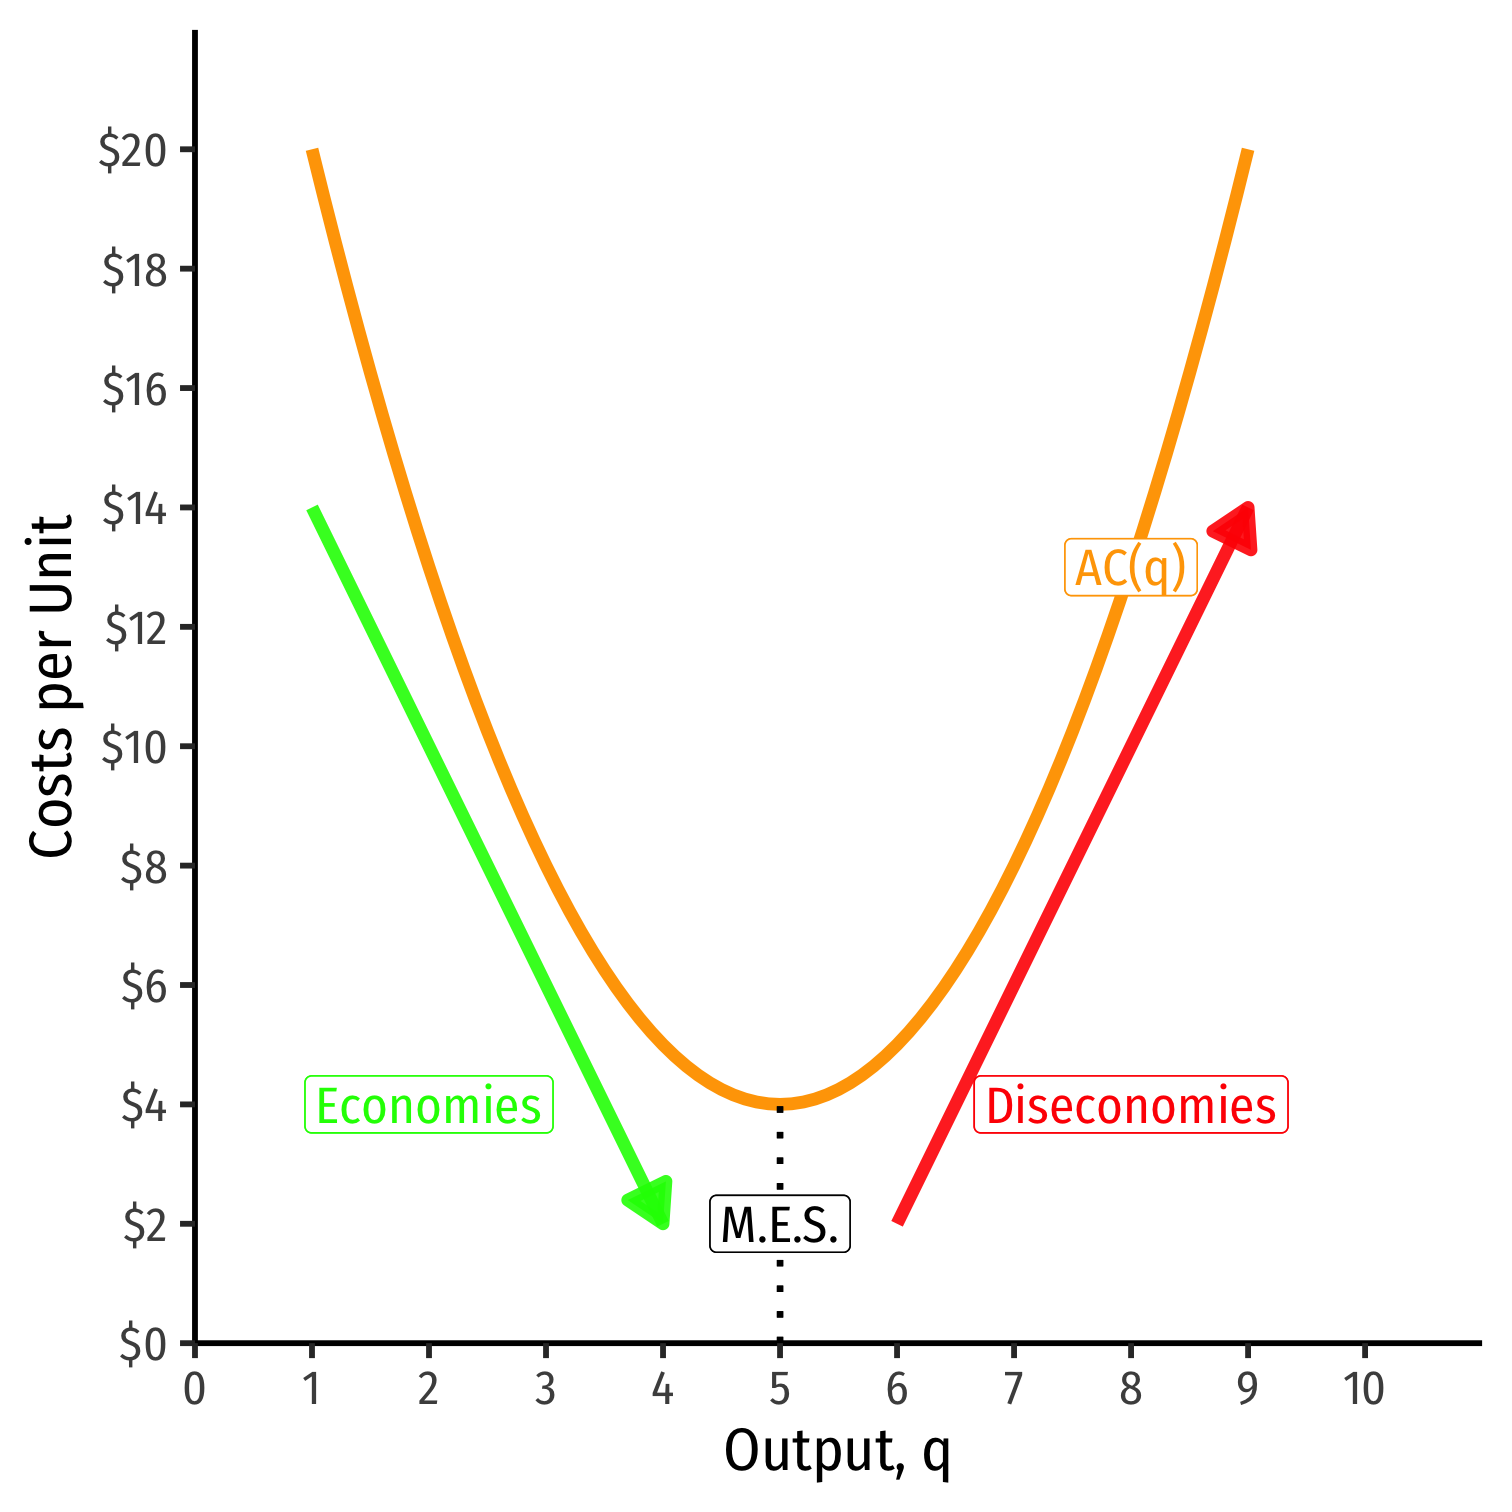 $20
$18
$16
$14
$12
$10
$8
$6
$4
$2
$0
Costs per Unit
AC(q)
Economies
Diseconomies
M.E.S.
0 1 2 3 4 5 6 7 8 9 10
Output, q